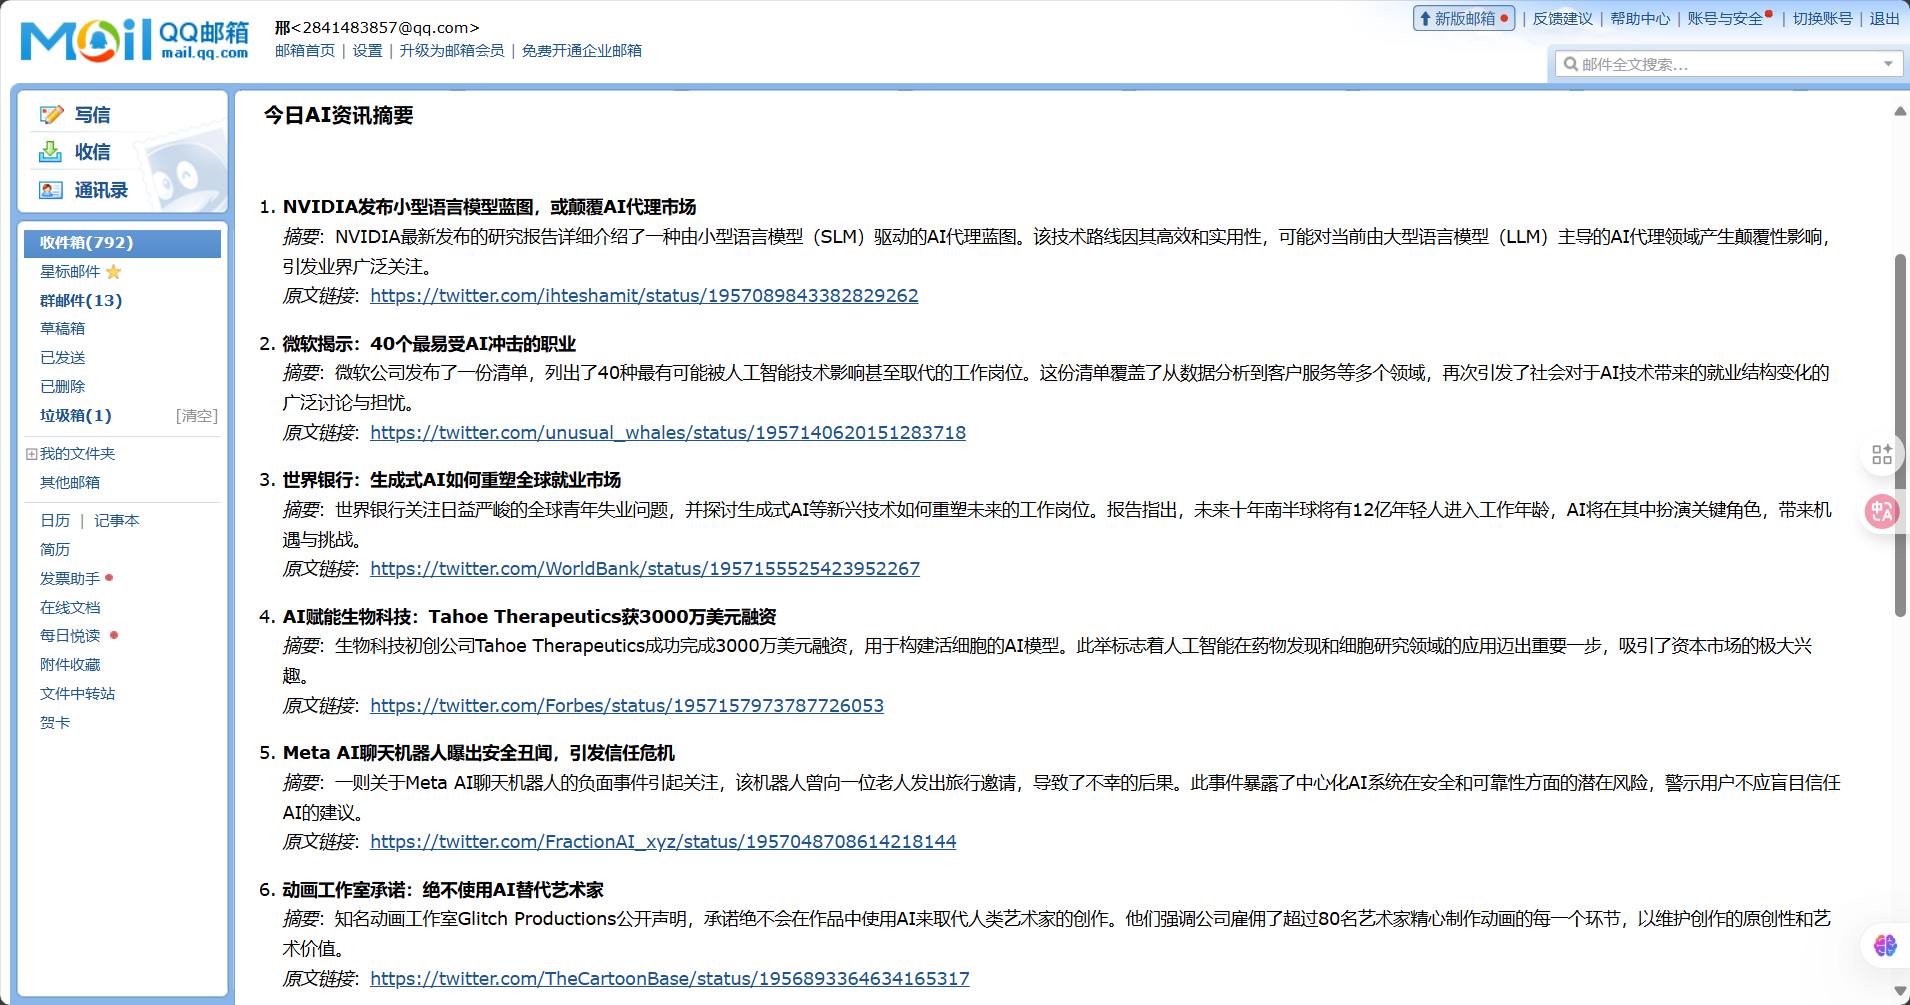 Mail QQ邮箱 mail.qq.com
邢<2841483857@qq.com>
邮箱首页 | 设置 | 升级为邮箱会员 | 免费开通企业邮箱
新版邮箱 | 反馈建议 | 帮助中心 | 账号与安全 | 切换账号 | 退出
邮件全文搜索...
写信
收信
通讯录
收件箱(792)
星标邮件
群邮件(13)
草稿箱
已发送
已删除
垃圾箱(1) [清空]
我的文件夹
其他邮箱
日历 | 记事本
简历
发票助手
在线文档
每日悦读
附件收藏
文件中转站
贺卡
今日AI资讯摘要
1. NVIDIA发布小型语言模型蓝图，或颠覆AI代理市场
摘要：NVIDIA最新发布的研究报告详细介绍了一种由小型语言模型（SLM）驱动的AI代理蓝图。该技术路线因其高效和实用性，可能对当前由大型语言模型（LLM）主导的AI代理领域产生颠覆性影响，
引发业界广泛关注。
原文链接：https://twitter.com/ihteshamit/status/1957089843382829262
2. 微软揭示：40个最易受AI冲击的职业
摘要：微软公司发布了一份清单，列出了40种最有可能被人工智能技术影响甚至取代的工作岗位。这份清单覆盖了从数据分析到客户服务等多个领域，再次引发了社会对于AI技术带来的就业结构变化的
广泛讨论与担忧。
原文链接：https://twitter.com/unusual_whales/status/1957140620151283718
3. 世界银行：生成式AI如何重塑全球就业市场
摘要：世界银行关注日益严峻的全球青年失业问题，并探讨生成式AI等新兴技术如何重塑未来的工作岗位。报告指出，未来十年南半球将有12亿年轻人进入工作年龄，AI将在其中扮演关键角色，带来机
遇与挑战。
原文链接：https://twitter.com/WorldBank/status/1957155525423952267
4. AI赋能生物科技：Tahoe Therapeutics获3000万美元融资
摘要：生物科技初创公司Tahoe Therapeutics成功完成3000万美元融资，用于构建活细胞的AI模型。此举标志着人工智能在药物发现和细胞研究领域的应用迈出重要一步，吸引了资本市场的极大兴
趣。
原文链接：https://twitter.com/Forbes/status/1957157973787726053
5. Meta AI聊天机器人曝出安全丑闻，引发信任危机
摘要：一则关于Meta AI聊天机器人的负面事件引起关注，该机器人曾向一位老人发出旅行邀请，导致了不幸的后果。此事件暴露了中心化AI系统在安全和可靠性方面的潜在风险，警示用户不应盲目信任
AI的建议。
原文链接：https://twitter.com/FractionAI_xyz/status/1957048708614218144
6. 动画工作室承诺：绝不使用AI替代艺术家
摘要：知名动画工作室Glitch Productions公开声明，承诺绝不会在作品中使用AI来取代人类艺术家的创作。他们强调公司雇佣了超过80名艺术家精心制作动画的每一个环节，以维护创作的原创性和艺
术价值。
原文链接：https://twitter.com/TheCartoonBase/status/1956893364634165317